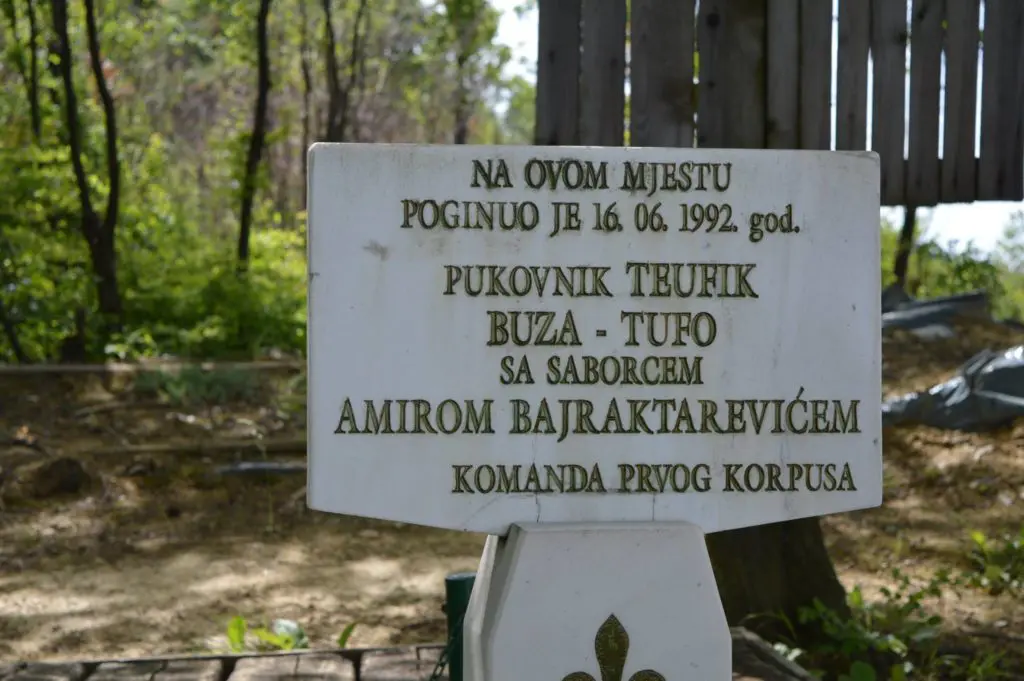 NA OVOM MJESTU
POGINUO JE 16. 06. 1992. god.
PUKOVNIK TEUFIK
BUZA - TUFO
SA SABORCEM
AMIROM BAJRAKTAREVIĆEM
KOMANDA PRVOG KORPUSA